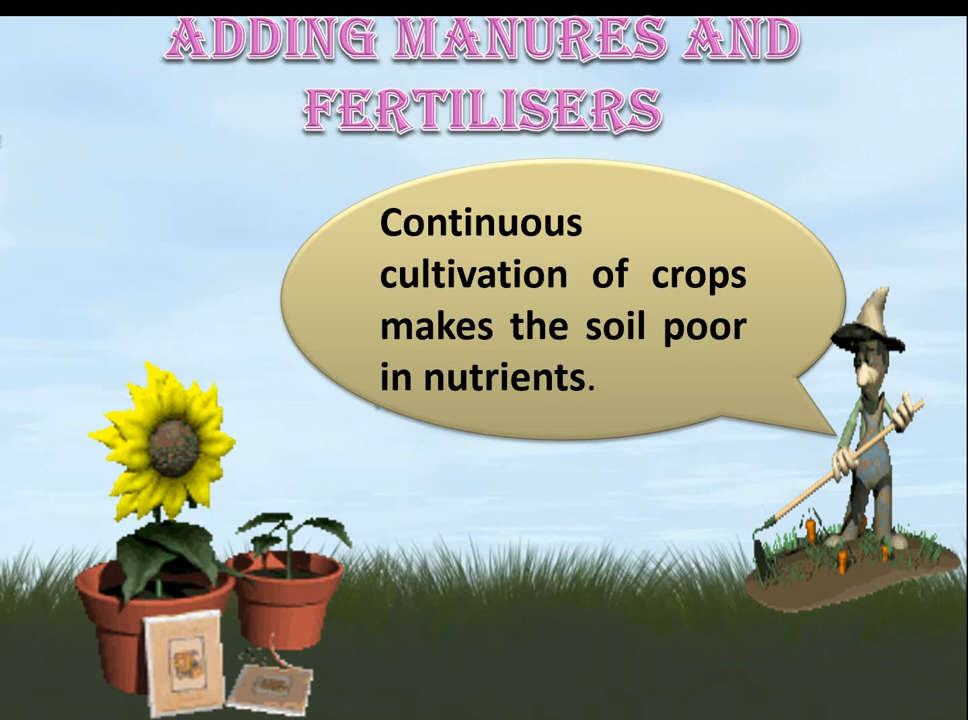 ADDING MANURES AND
FERTILISERS
Continuous
cultivation of crops
makes the soil poor
in nutrients.